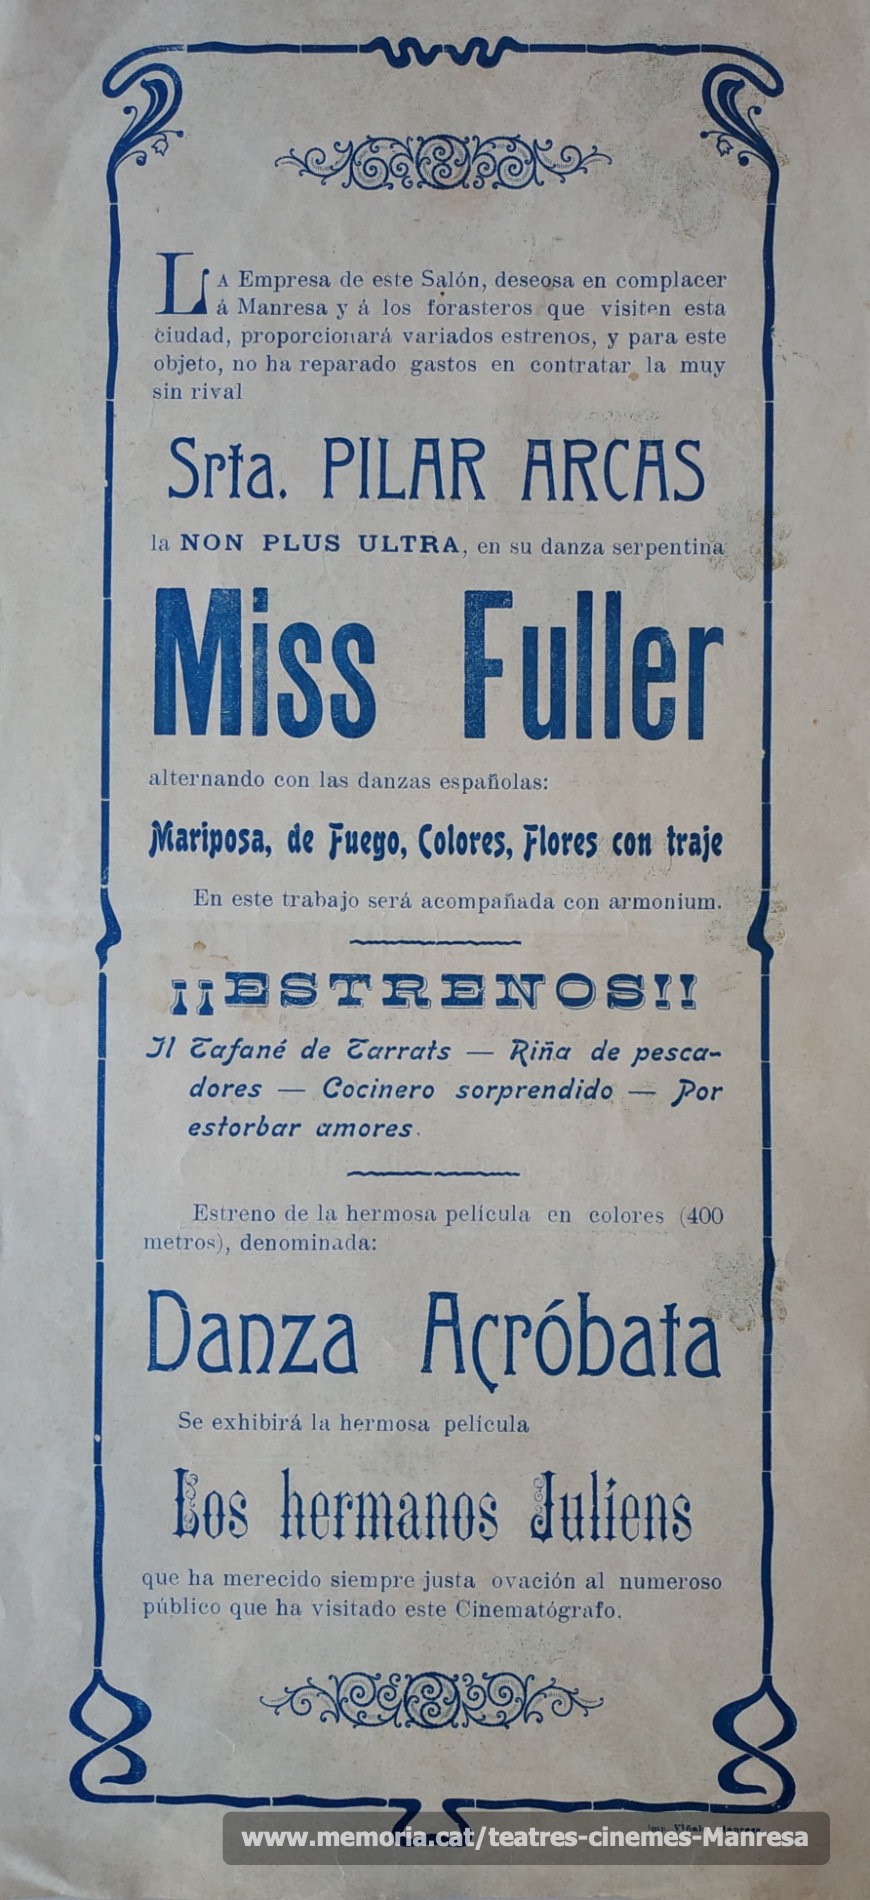 LA Empresa de este Salón, deseosa en complacer
á Manresa y á los forasteros que visiten esta
ciudad, proporcionará variados estrenos, y para este
objeto, no ha reparado gastos en contratar la muy
sin rival
Srta. PILAR ARCAS
la NON PLUS ULTRA, en su danza serpentina
Miss Fuller
alternando con las danzas españolas:
Mariposa, de Fuego, Colores, Flores con traje
En este trabajo será acompañada con armonium.
¡¡ESTRENOS!!
Il Tafané de Tarrats — Riña de pesca-
dores — Cocinero sorprendido — Por
estorbar amores.
Estreno de la hermosa película en colores (400
metros), denominada:
Danza Acróbata
Se exhibirá la hermosa película
Los hermanos Juliens
que ha merecido siempre justa ovación al numeroso
público que ha visitado este Cinematógrafo.
www.memoria.cat/teatres-cinemes-Manresa